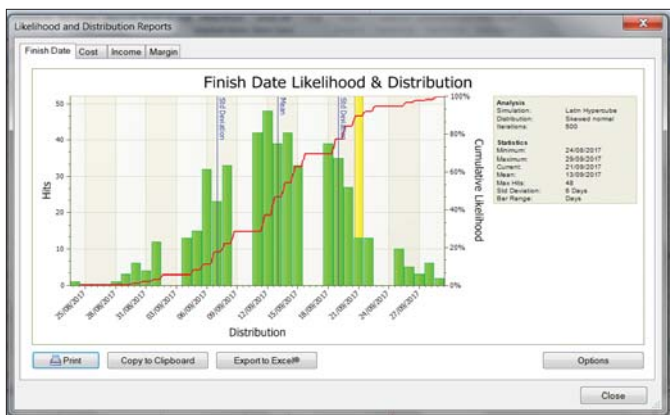 Likelihood and Distribution Reports
Finish Date
Cost
Income
Margin
Finish Date Likelihood & Distribution
Hits
50
40
30
20
10
0
Std Deviation
Mean
Std Deviation
100%
80%
60%
40%
20%
0%
Cumulative Likelihood
25/08/2017
28/08/2017
31/08/2017
03/09/2017
06/09/2017
09/09/2017
12/09/2017
15/09/2017
18/09/2017
21/09/2017
24/09/2017
27/09/2017
Distribution
Analysis
Simulation: Latin Hypercube
Distribution: Skewed normal
Iterations: 500
Statistics
Minimum: 24/08/2017
Maximum: 29/09/2017
Current: 21/09/2017
Mean: 13/09/2017
Max Hits: 48
Std Deviation: 6 Days
Bar Range: Days
Print
Copy to Clipboard
Export to Excel®
Options
Close